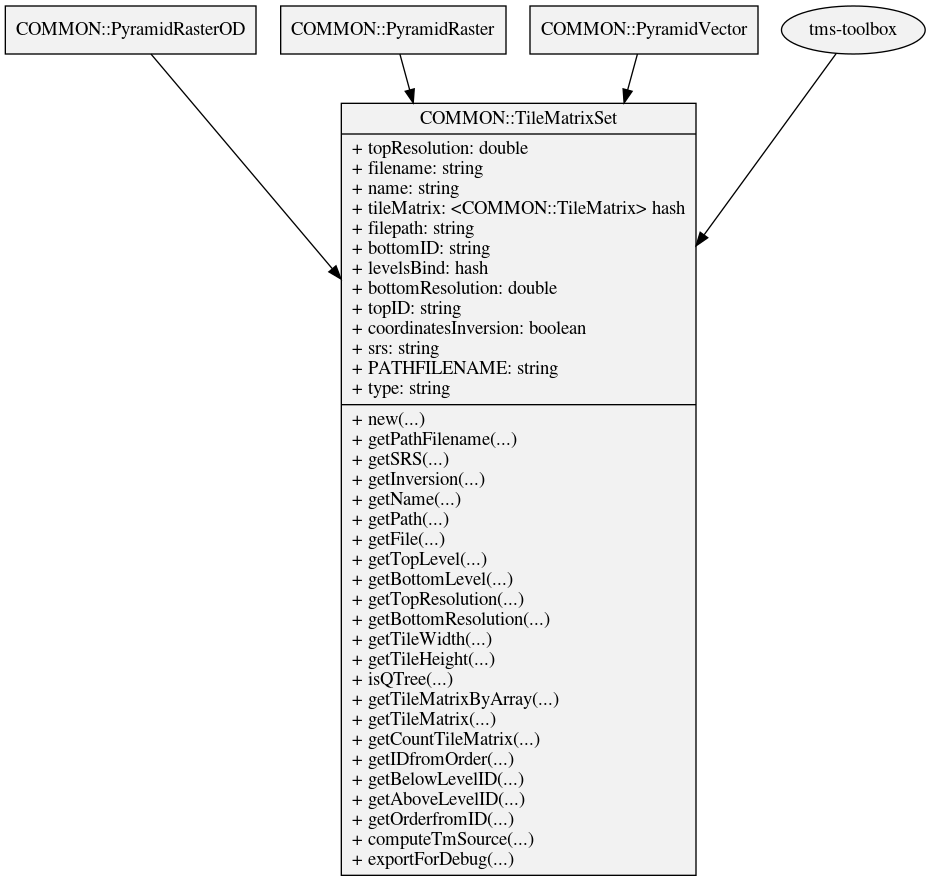 COMMON::PyramidRasterOD
COMMON::PyramidRaster
COMMON::PyramidVector
tms-toolbox
COMMON::TileMatrixSet
+ topResolution: double
+ filename: string
+ name: string
+ tileMatrix: <COMMON::TileMatrix> hash
+ filepath: string
+ bottomID: string
+ levelsBind: hash
+ bottomResolution: double
+ topID: string
+ coordinatesInversion: boolean
+ srs: string
+ PATHFILENAME: string
+ type: string
+ new(...)
+ getPathFilename(...)
+ getSRS(...)
+ getInversion(...)
+ getName(...)
+ getPath(...)
+ getFile(...)
+ getTopLevel(...)
+ getBottomLevel(...)
+ getTopResolution(...)
+ getBottomResolution(...)
+ getTileWidth(...)
+ getTileHeight(...)
+ isQTree(...)
+ getTileMatrixByArray(...)
+ getTileMatrix(...)
+ getCountTileMatrix(...)
+ getIDfromOrder(...)
+ getBelowLevelID(...)
+ getAboveLevelID(...)
+ getOrderfromID(...)
+ computeTmSource(...)
+ exportForDebug(...)